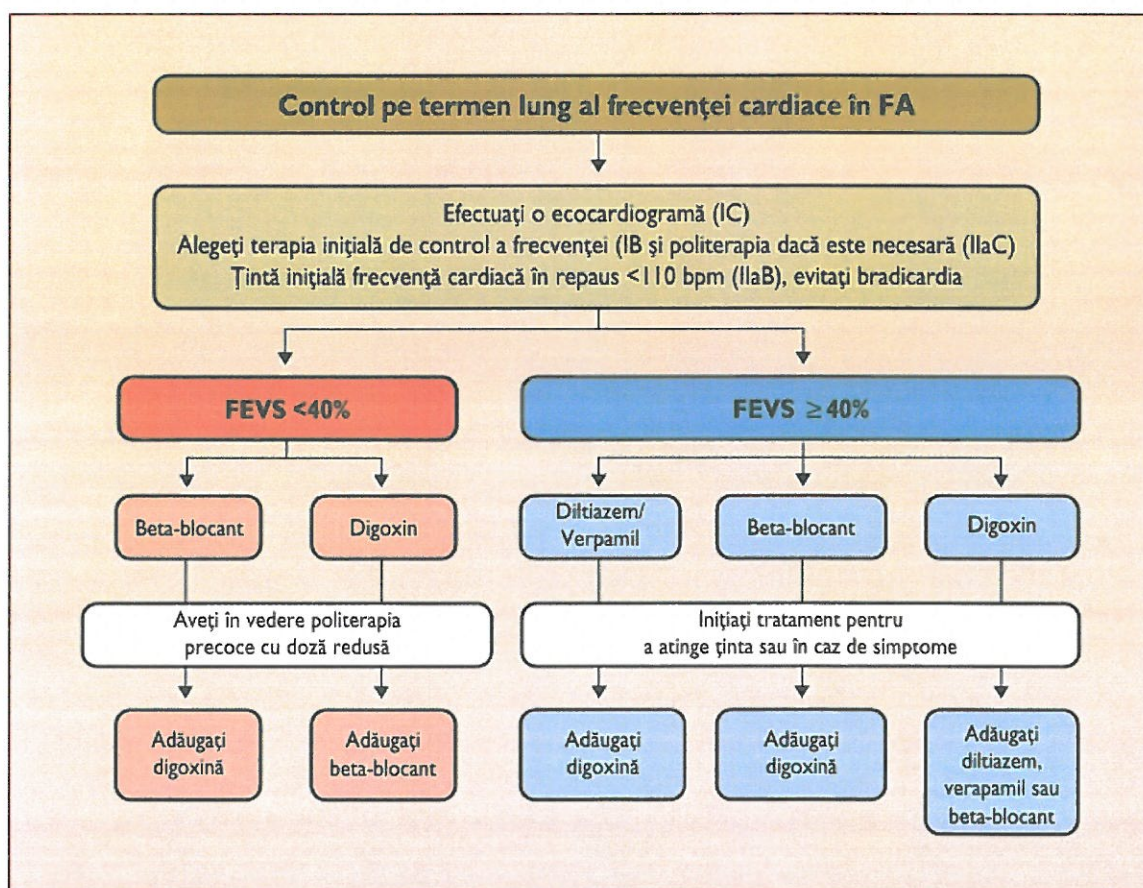 Control pe termen lung al frecvenței cardiace în FA
Efectuați o ecocardiogramă (IC)
Alegeți terapia inițială de control a frecvenței (IB și politerapia dacă este necesară (IIaC)
Țintă inițială frecvență cardiacă în repaus <110 bpm (IIaB), evitați bradicardia
FEVS <40%
FEVS ≥ 40%
Beta-blocant
Digoxin
Diltiazem/
Verpamil
Beta-blocant
Digoxin
Aveți în vedere politerapia
precoce cu doză redusă
Inițiați tratament pentru
a atinge ținta sau în caz de simptome
Adăugați
digoxină
Adăugați
beta-blocant
Adăugați
digoxină
Adăugați
digoxină
Adăugați
diltiazem,
verapamil sau
beta-blocant